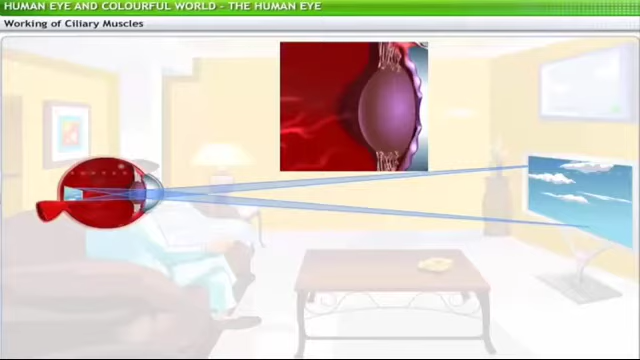 HUMAN EYE AND COLOURFUL WORLD - THE HUMAN EYE
Working of Ciliary Muscles